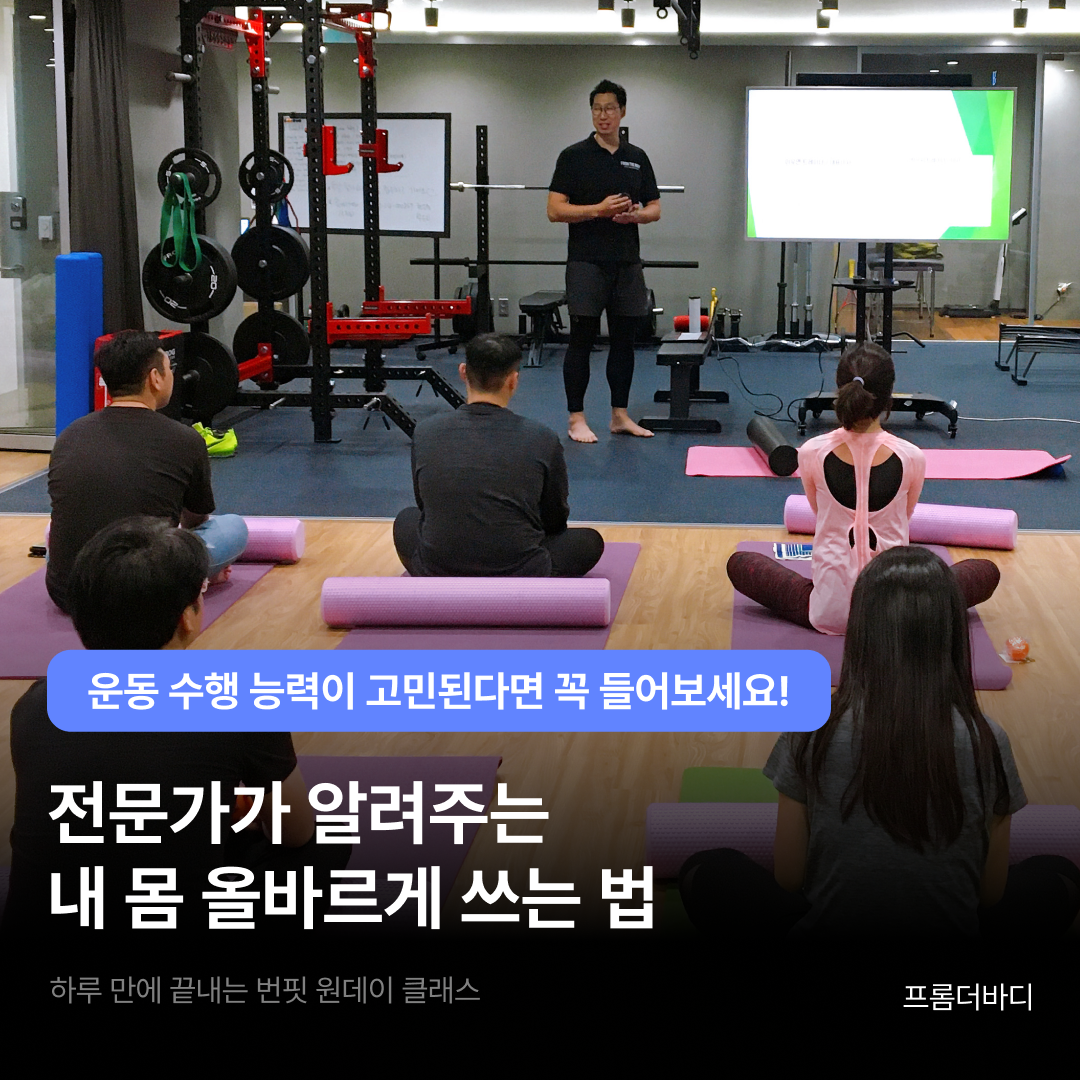 운동 수행 능력이 고민된다면 꼭 들어보세요!
전문가가 알려주는
내 몸 올바르게 쓰는 법
하루 만에 끝내는 번핏 원데이 클래스
프롬더바디